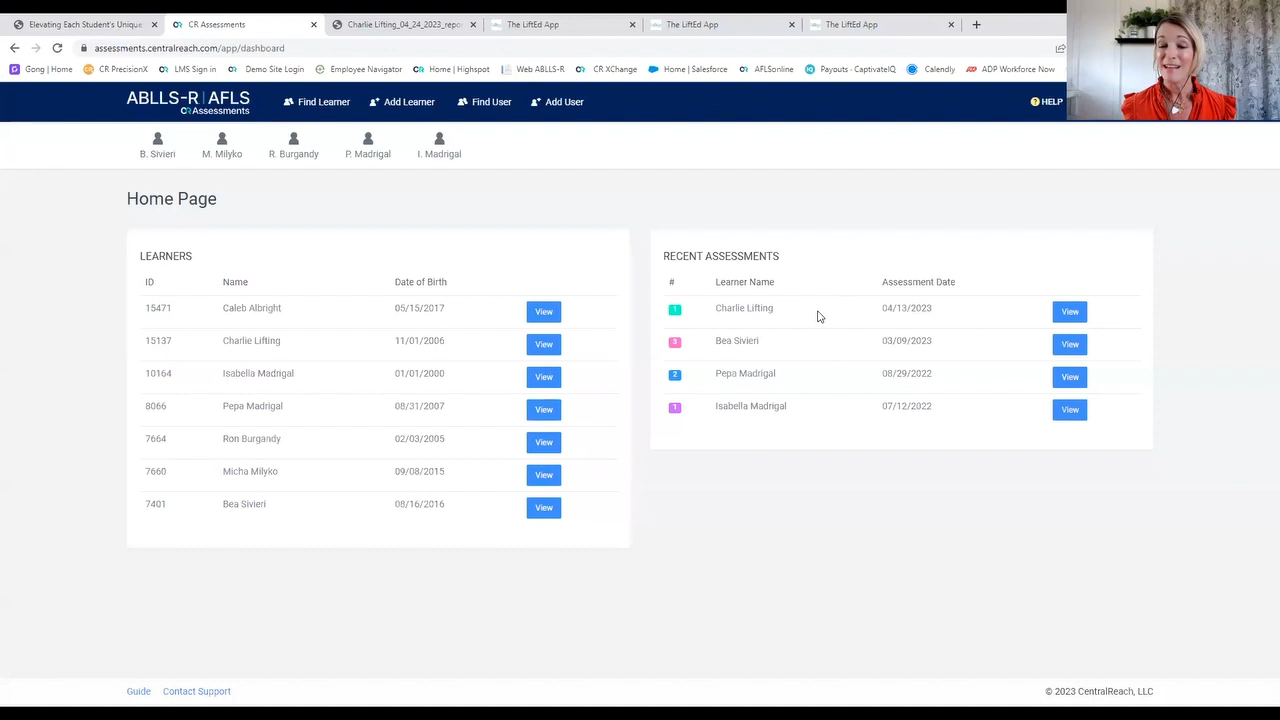 Elevating Each Student's Unique
CR Assessments
Charlie Lifting_04_24_2023_repo
The LiftEd App
The LiftEd App
The LiftEd App
assessments.centralreach.com/app/dashboard
Gong | Home
CR PrecisionX
LMS Sign in
Demo Site Login
Employee Navigator
Home | Highspot
Web ABLLS-R
CR XChange
Home | Salesforce
AFLSonline
Payouts - CaptivateIQ
Calendly
ADP Workforce Now
ABLLS-R | AFLS
CR Assessments
Find Learner
Add Learner
Find User
Add User
HELP
B. Sivieri
M. Milyko
R. Burgandy
P. Madrigal
I. Madrigal
Home Page
LEARNERS
ID Name Date of Birth
15471 Caleb Albright 05/15/2017 View
15137 Charlie Lifting 11/01/2006 View
10164 Isabella Madrigal 01/01/2000 View
8066 Pepa Madrigal 08/31/2007 View
7664 Ron Burgandy 02/03/2005 View
7660 Micha Milyko 09/08/2015 View
7401 Bea Sivieri 08/16/2016 View
RECENT ASSESSMENTS
# Learner Name Assessment Date
1 Charlie Lifting 04/13/2023 View
3 Bea Sivieri 03/09/2023 View
2 Pepa Madrigal 08/29/2022 View
1 Isabella Madrigal 07/12/2022 View
Guide
Contact Support
© 2023 CentralReach, LLC